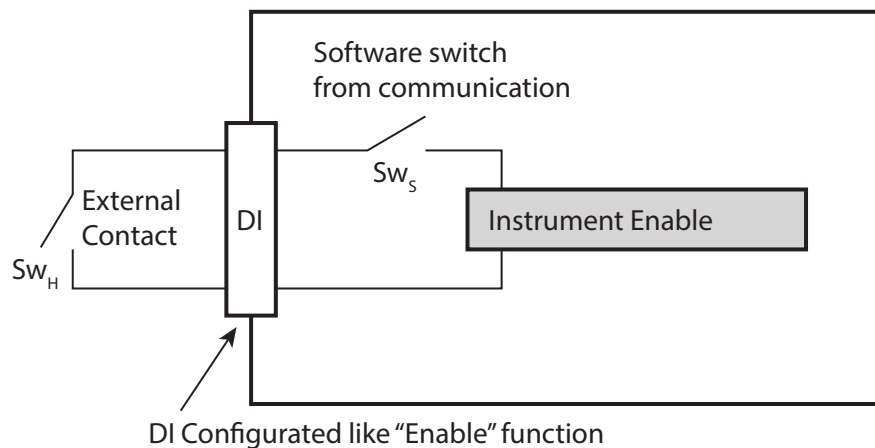 Software switch
from communication
Sw_S
External
Contact
DI
Instrument Enable
Sw_H
DI Configurated like “Enable” function